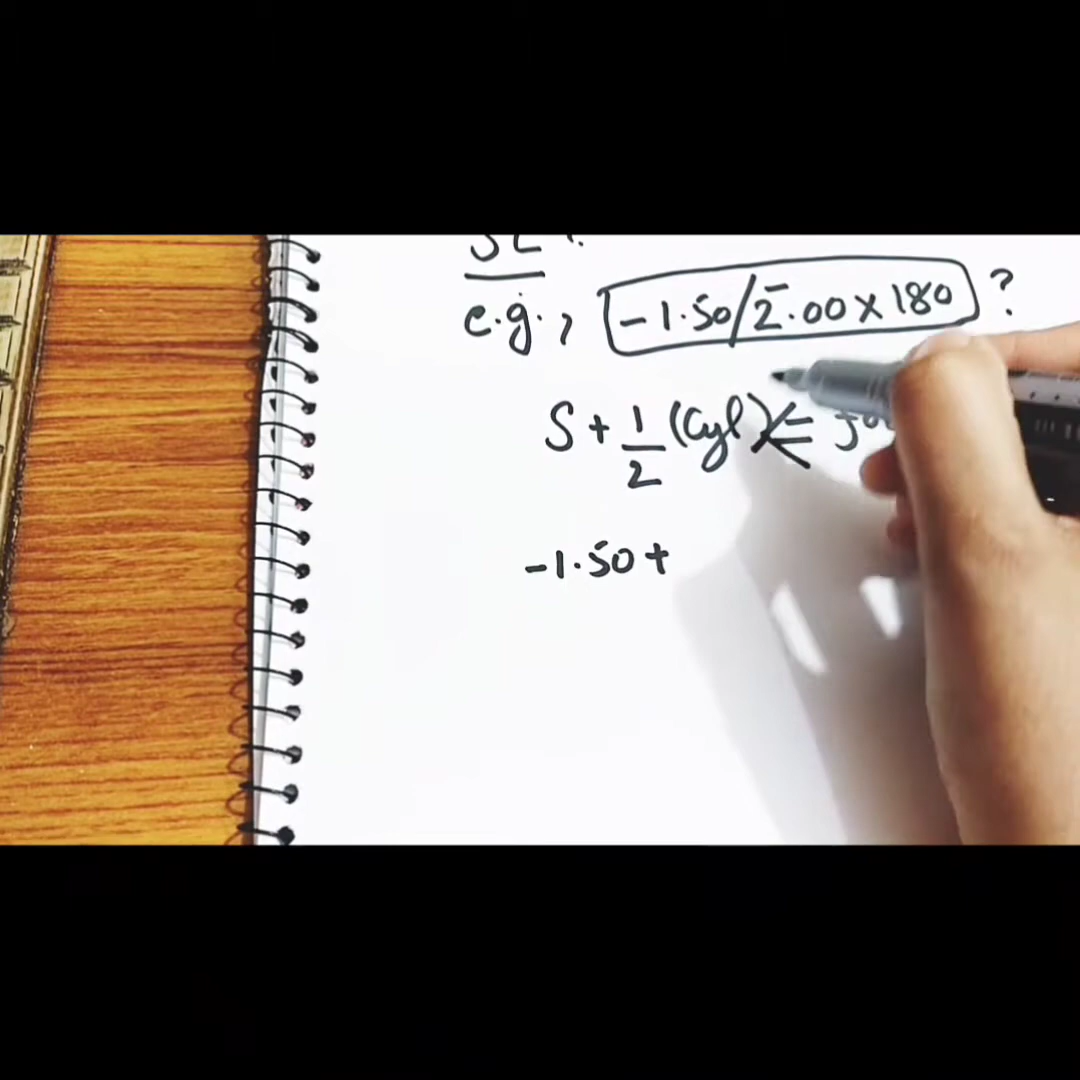 e.g., -1.50/2̄.00 x 180 ?
S + 1/2 (Cyl) ⇐
-1.50 +